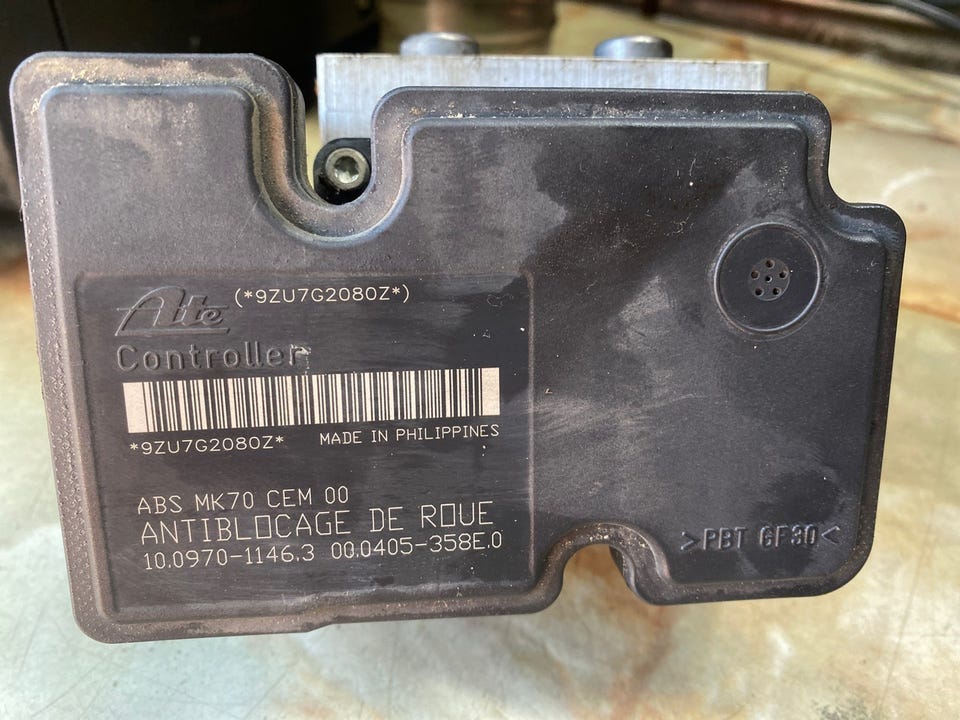 Ate (*9ZU7G2080Z*)
Controller
*9ZU7G2080Z* MADE IN PHILIPPINES
ABS MK70 CEM 00
ANTIBLOCAGE DE ROUE
10.0970-1146.3 00.0405-358E.0
>PBT GF30<